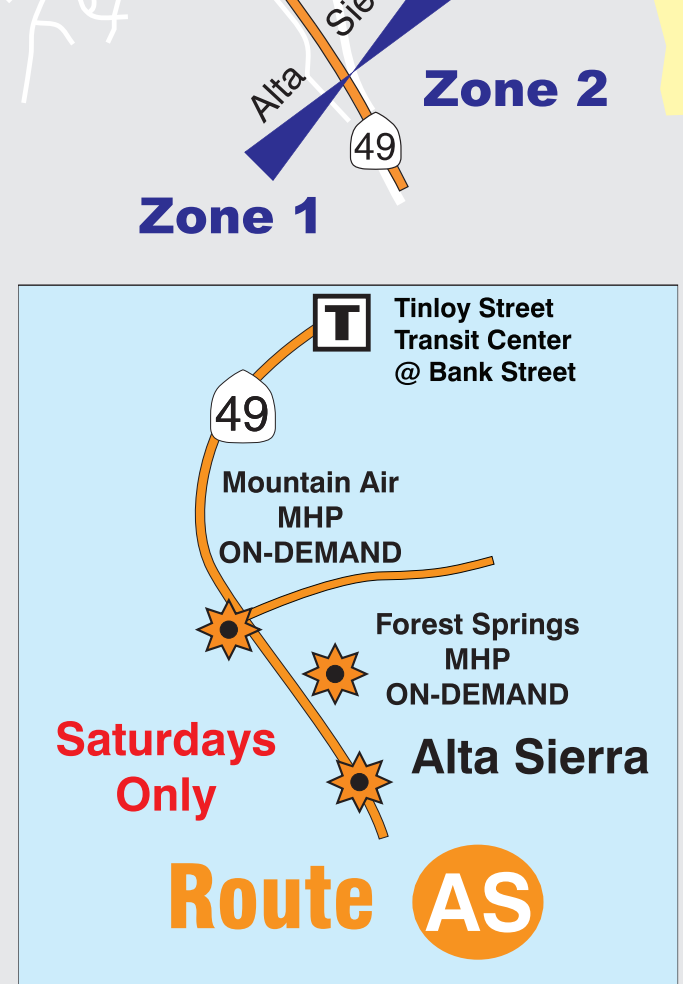 Sie
Alta
Zone 2
49
Zone 1
T
Tinloy Street
Transit Center
@ Bank Street
49
Mountain Air
MHP
ON-DEMAND
Forest Springs
MHP
ON-DEMAND
Saturdays
Only
Alta Sierra
Route AS